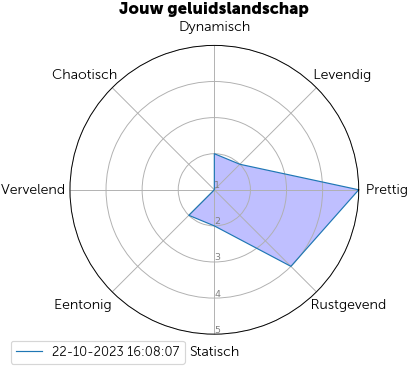 Jouw geluidslandschap
Dynamisch
Chaotisch
Levendig
Vervelend
1
Prettig
2
3
4
Eentonig
Rustgevend
5
22-10-2023 16:08:07
Statisch